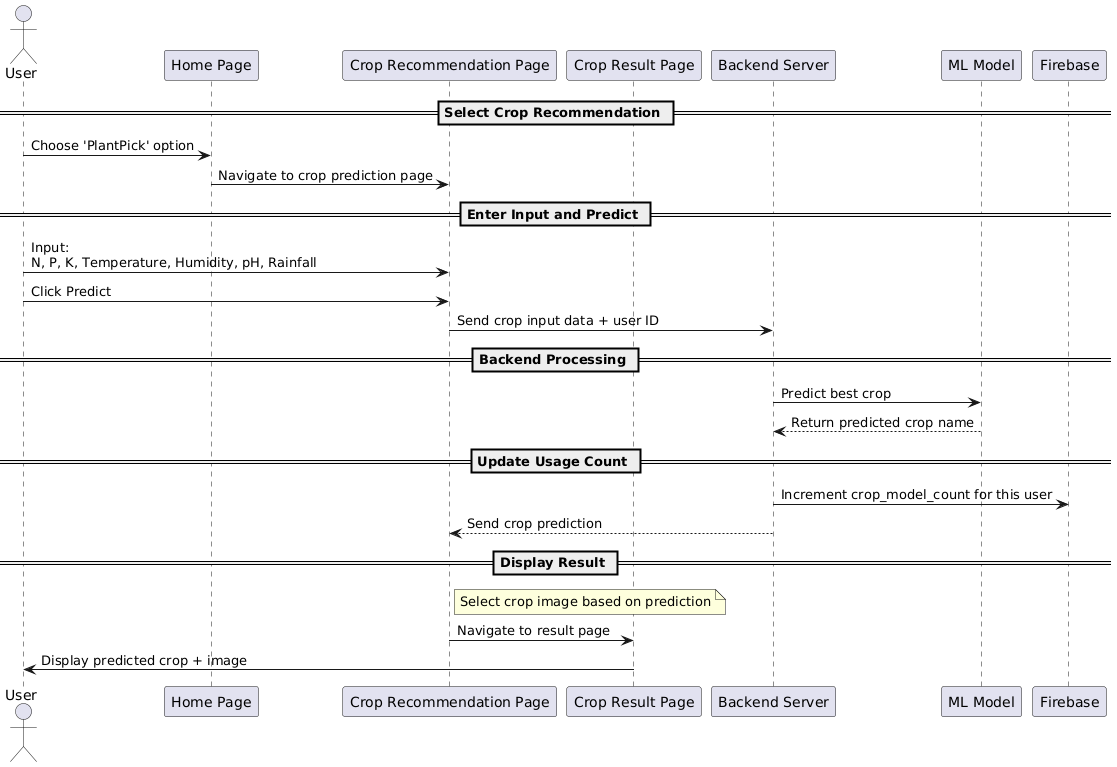 User
Home Page
Crop Recommendation Page
Crop Result Page
Backend Server
ML Model
Firebase
Select Crop Recommendation
Choose 'PlantPick' option
Navigate to crop prediction page
Enter Input and Predict
Input:
N, P, K, Temperature, Humidity, pH, Rainfall
Click Predict
Send crop input data + user ID
Backend Processing
Predict best crop
Return predicted crop name
Update Usage Count
Increment crop_model_count for this user
Send crop prediction
Display Result
Select crop image based on prediction
Navigate to result page
Display predicted crop + image
User
Home Page
Crop Recommendation Page
Crop Result Page
Backend Server
ML Model
Firebase